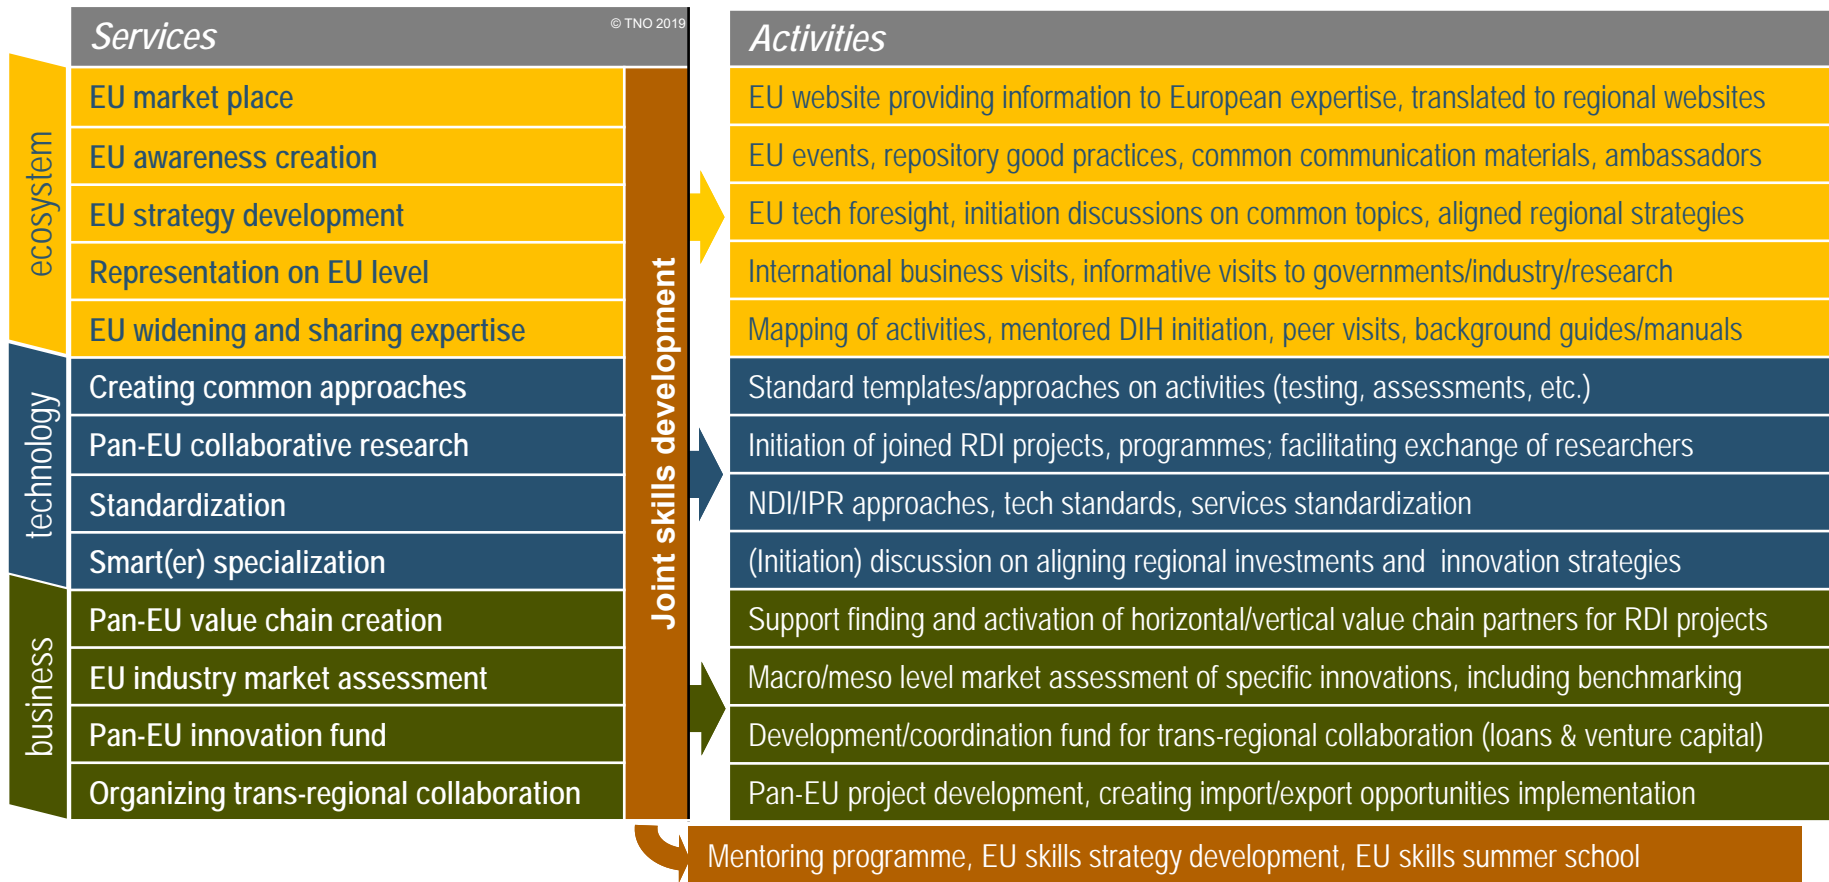 Services
© TNO 2019
Activities
ecosystem
EU market place
EU website providing information to European expertise, translated to regional websites
EU awareness creation
EU events, repository good practices, common communication materials, ambassadors
EU strategy development
EU tech foresight, initiation discussions on common topics, aligned regional strategies
Representation on EU level
International business visits, informative visits to governments/industry/research
EU widening and sharing expertise
Mapping of activities, mentored DIH initiation, peer visits, background guides/manuals
technology
Creating common approaches
Standard templates/approaches on activities (testing, assessments, etc.)
Pan-EU collaborative research
Initiation of joined RDI projects, programmes; facilitating exchange of researchers
Standardization
NDI/IPR approaches, tech standards, services standardization
Smart(er) specialization
(Initiation) discussion on aligning regional investments and innovation strategies
business
Pan-EU value chain creation
Support finding and activation of horizontal/vertical value chain partners for RDI projects
EU industry market assessment
Macro/meso level market assessment of specific innovations, including benchmarking
Pan-EU innovation fund
Development/coordination fund for trans-regional collaboration (loans & venture capital)
Organizing trans-regional collaboration
Pan-EU project development, creating import/export opportunities implementation
Joint skills development
Mentoring programme, EU skills strategy development, EU skills summer school